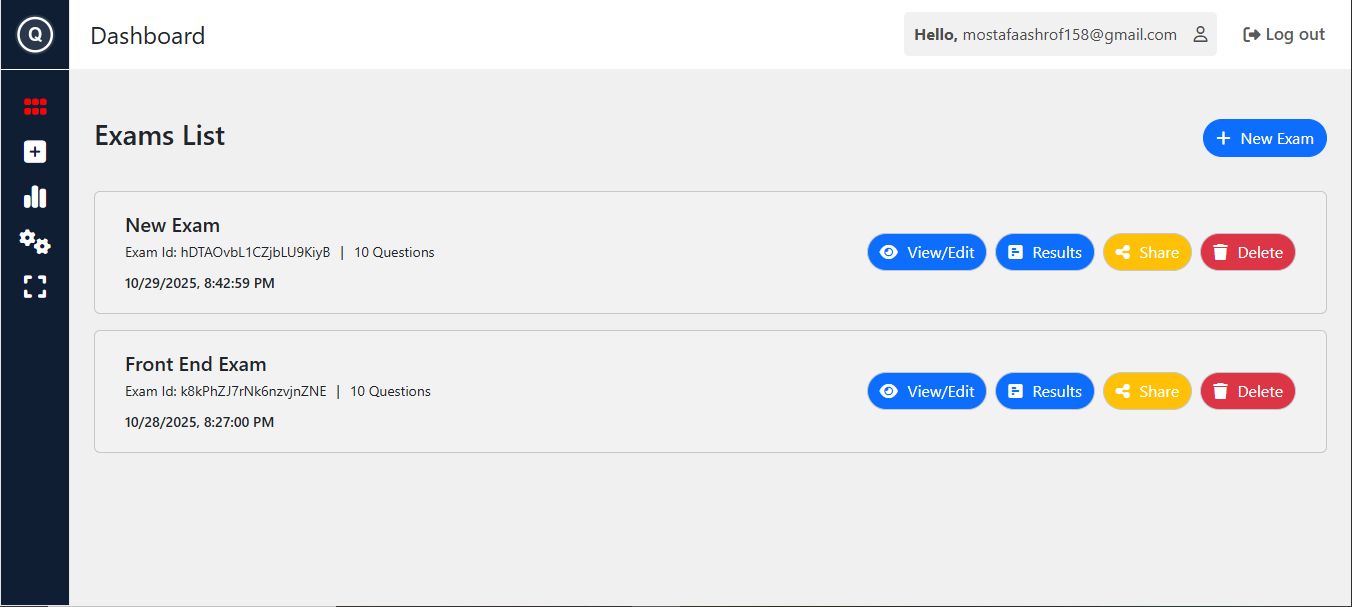 Q
Dashboard
Hello, mostafaashrof158@gmail.com
Log out
Exams List
New Exam
New Exam
Exam Id: hDTAOvbL1CZjbLU9KiyB | 10 Questions
10/29/2025, 8:42:59 PM
View/Edit
Results
Share
Delete
Front End Exam
Exam Id: k8kPhZJ7rNk6nzvjnZNE | 10 Questions
10/28/2025, 8:27:00 PM
View/Edit
Results
Share
Delete